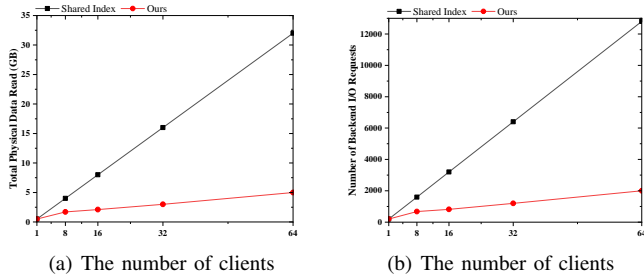 Shared Index Ours
Total Physical Data Read (GB)
35
30
25
20
15
10
5
0
1 8 16 32 64
(a) The number of clients
Shared Index Ours
Number of Backend I/O Requests
12000
10000
8000
6000
4000
2000
0
1 8 16 32 64
(b) The number of clients